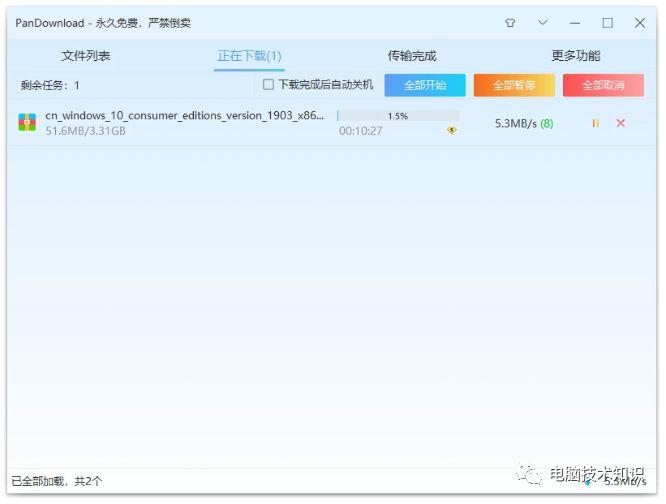 PanDownload - 永久免费，严禁倒卖
文件列表
正在下载(1)
传输完成
更多功能
剩余任务：1
下载完成后自动关机
全部开始
全部暂停
全部取消
cn_windows_10_consumer_editions_version_1903_x86...
1.5%
5.3MB/s (8)
51.6MB/3.31GB
00:10:27
已全部加载，共2个
电脑技术知识
5.3MB/s